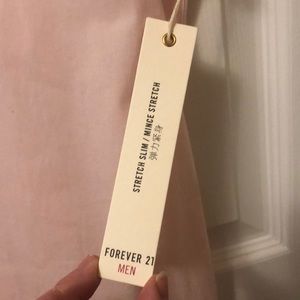 STRETCH SLIM / MINCE STRETCH
弹力紧身
FOREVER 21
MEN